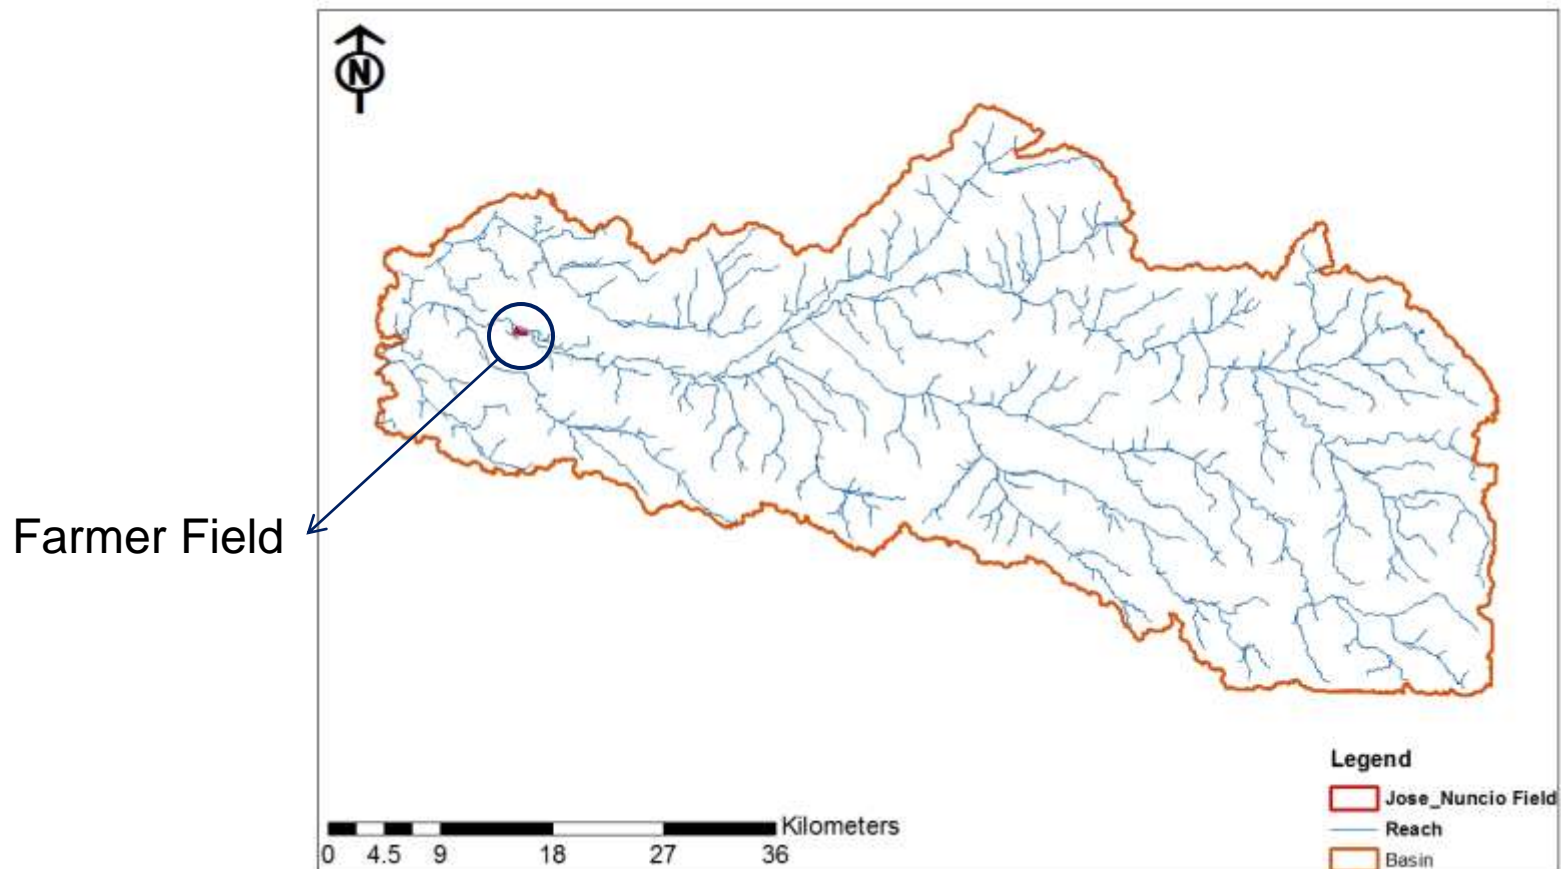 N
Farmer Field
Legend
Jose_Nuncio Field
Reach
Basin
Kilometers
0 4.5 9 18 27 36